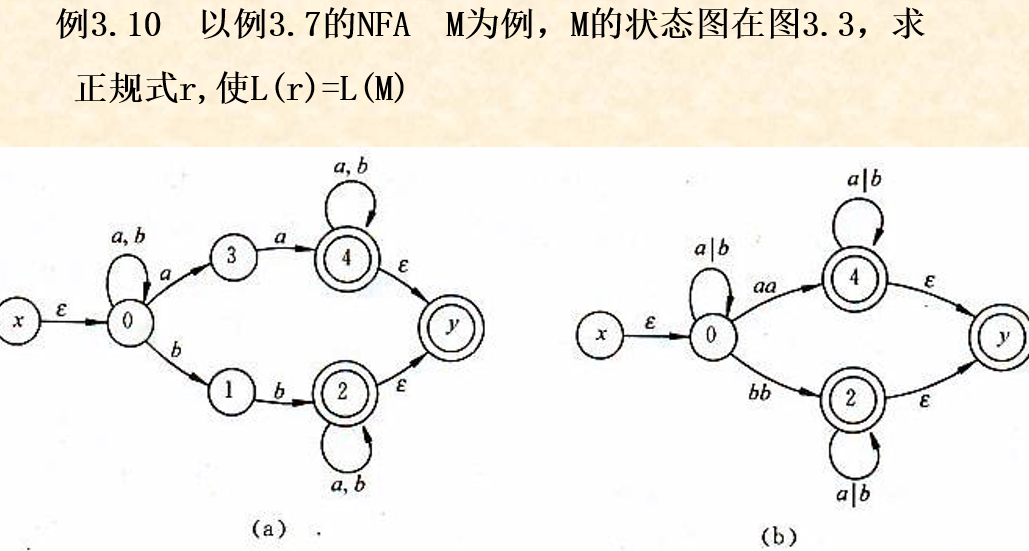 例3.10 以例3.7的NFA M为例，M的状态图在图3.3，求
正规式r,使L(r)=L(M)
a, b
a, b
a
3
a
4
ε
x
ε
0
y
b
1
b
2
ε
a, b
(a)
a|b
a|b
aa
4
ε
x
ε
0
y
bb
2
ε
a|b
(b)